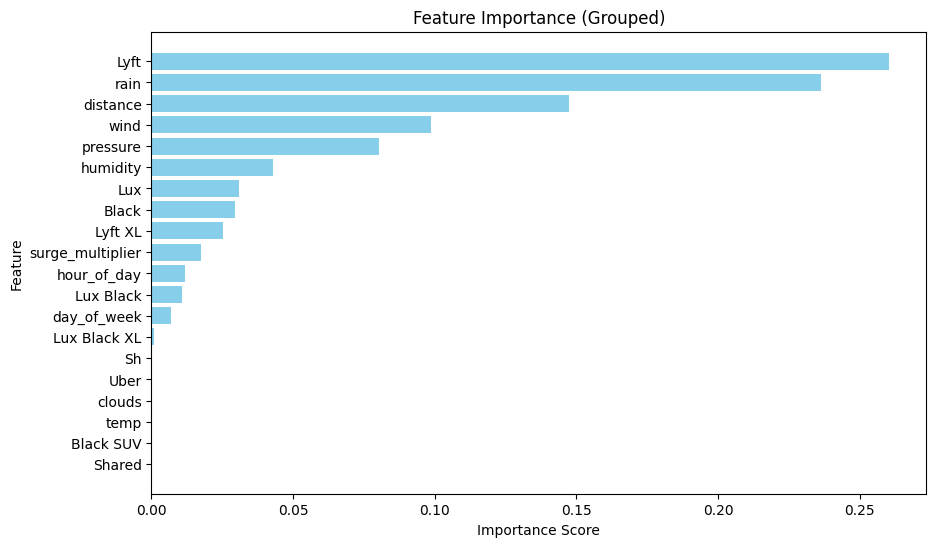 Feature Importance (Grouped)
Feature
Lyft
rain
distance
wind
pressure
humidity
Lux
Black
Lyft XL
surge_multiplier
hour_of_day
Lux Black
day_of_week
Lux Black XL
Sh
Uber
clouds
temp
Black SUV
Shared
0.00 0.05 0.10 0.15 0.20 0.25
Importance Score